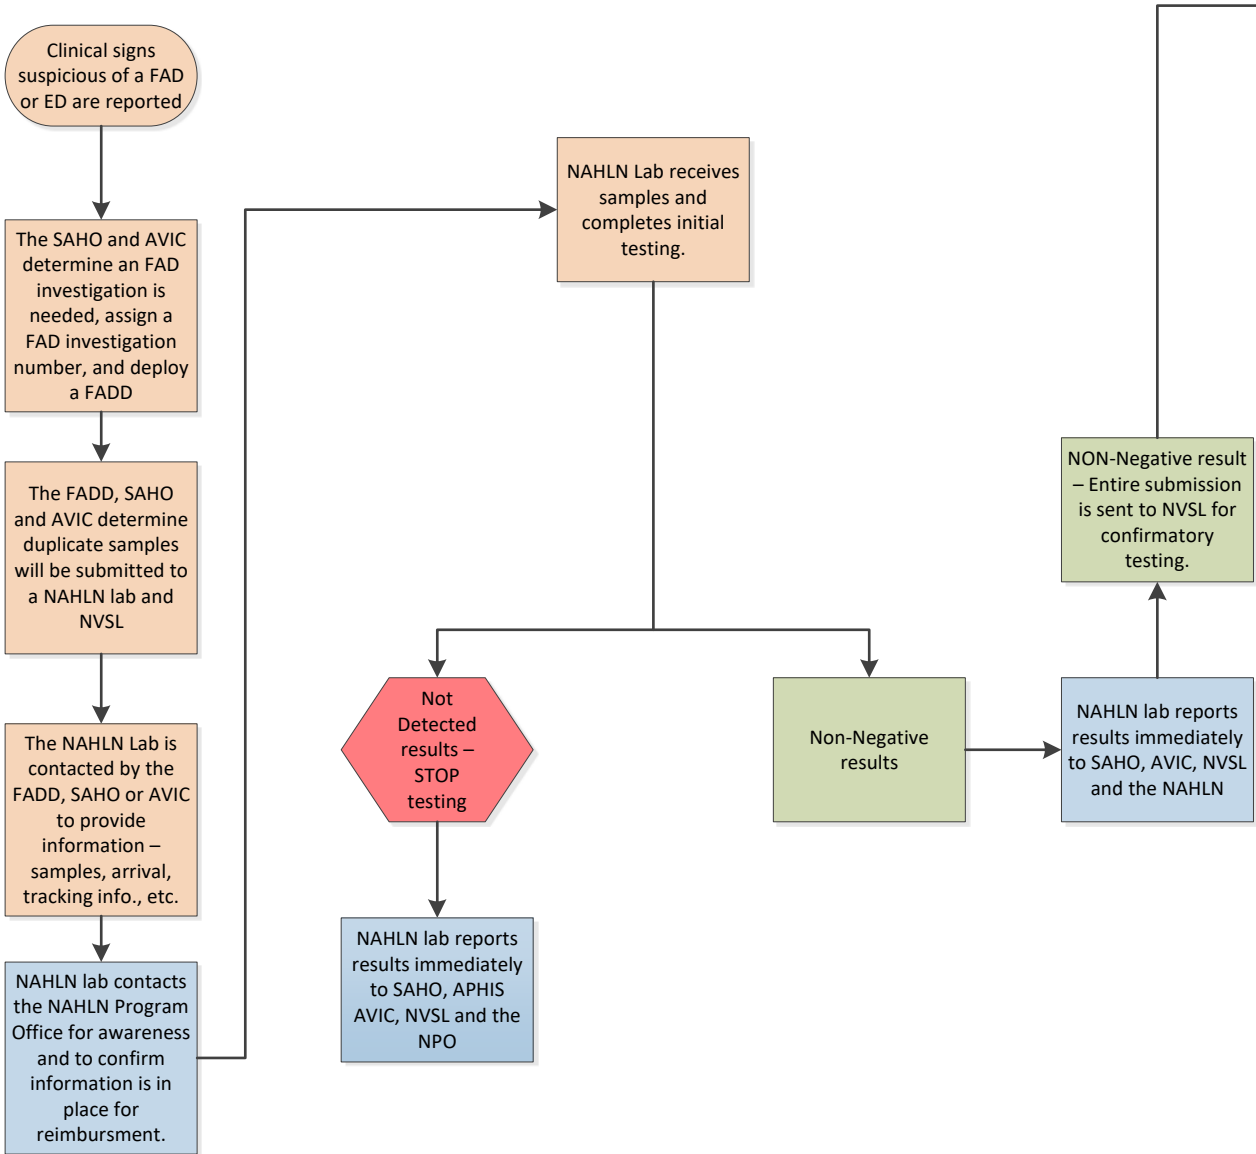 Clinical signs
suspicious of a FAD
or ED are reported
The SAHO and AVIC
determine an FAD
investigation is
needed, assign a
FAD investigation
number, and deploy
a FADD
The FADD, SAHO
and AVIC determine
duplicate samples
will be submitted to
a NAHLN lab and
NVSL
The NAHLN Lab is
contacted by the
FADD, SAHO or AVIC
to provide
information –
samples, arrival,
tracking info., etc.
NAHLN lab contacts
the NAHLN Program
Office for awareness
and to confirm
information is in
place for
reimbursment.
NAHLN Lab receives
samples and
completes initial
testing.
Not
Detected
results –
STOP
testing
NAHLN lab reports
results immediately
to SAHO, APHIS
AVIC, NVSL and the
NPO
Non-Negative
results
NAHLN lab reports
results immediately
to SAHO, AVIC, NVSL
and the NAHLN
NON-Negative result
– Entire submission
is sent to NVSL for
confirmatory
testing.